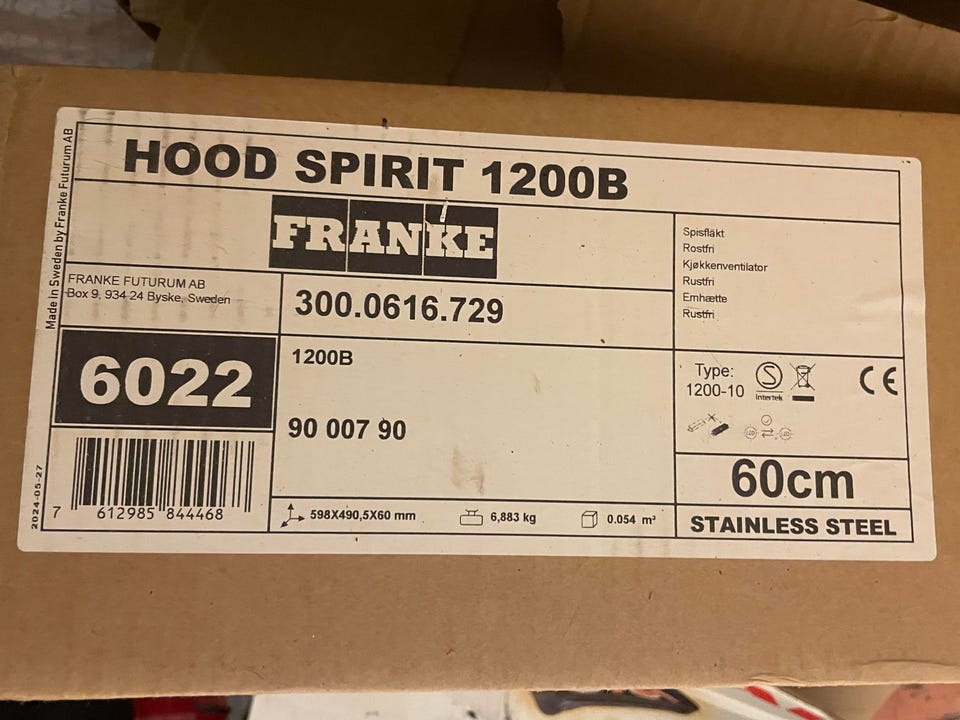 HOOD SPIRIT 1200B
FRANKE
Made in Sweden by Franke Futurum AB
FRANKE FUTURUM AB
Box 9, 934 24 Byske, Sweden
300.0616.729
Spisfläkt
Rostfri
Kjøkkenventilator
Rustfri
Emhætte
Rustfri
6022
1200B
90 007 90
Type:
1200-10
S
Intertek
CE
LED
LED
60cm
2024-05-27
7 612985 844468
598X490,5X60 mm
6,883 kg
0.054 m³
STAINLESS STEEL